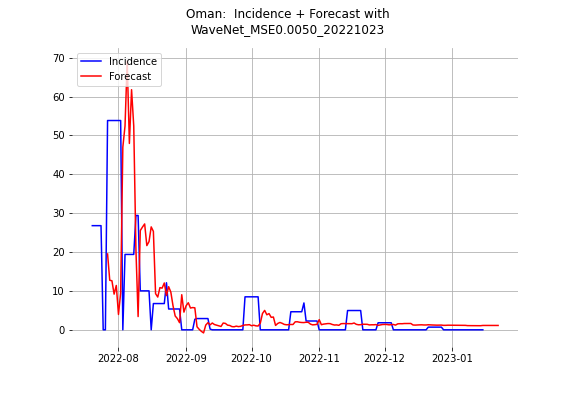 Oman:  Incidence + Forecast with
WaveNet_MSE0.0050_20221023
Incidence
Forecast
70
60
50
40
30
20
10
0
2022-08 2022-09 2022-10 2022-11 2022-12 2023-01